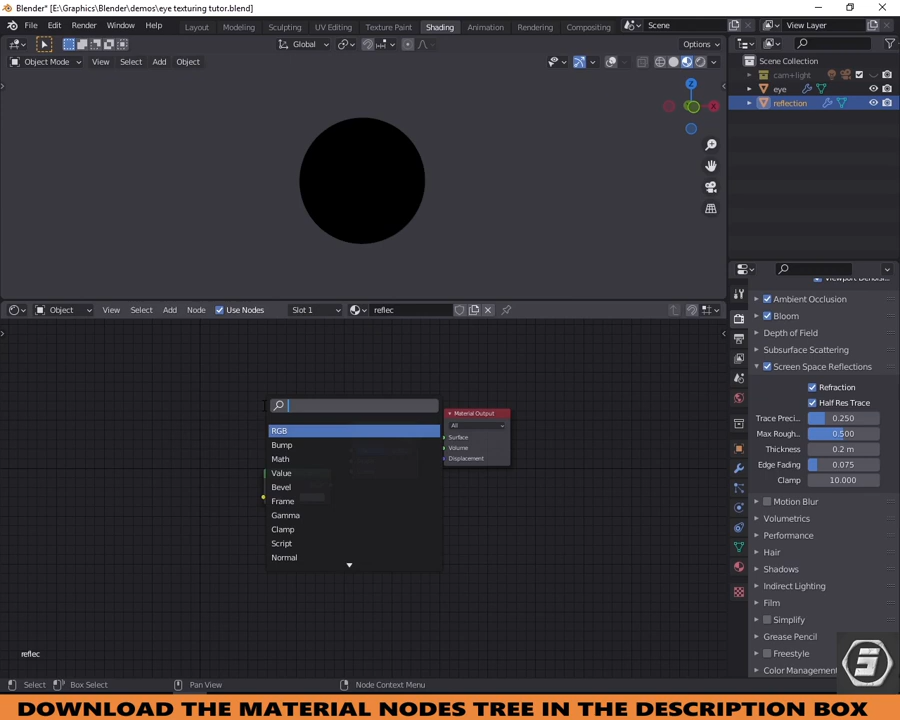 Blender* [E:\Graphics\Blender\demos\eye texturing tutor.blend]
File Edit Render Window Help Layout Modeling Sculpting UV Editing Texture Paint Shading Animation Rendering Compositing Scene View Layer
Object Mode View Select Add Object Global Options
Z
X
Scene Collection
cam+light
eye
reflection
Ambient Occlusion
Bloom
Depth of Field
Subsurface Scattering
Screen Space Reflections
Refraction
Half Res Trace
Trace Preci... 0.250
Max Rough... 0.500
Thickness 0.2 m
Edge Fading 0.075
Clamp 10.000
Motion Blur
Volumetrics
Performance
Hair
Shadows
Indirect Lighting
Film
Simplify
Grease Pencil
Freestyle
Color Management
Object View Select Add Node Use Nodes Slot 1 reflec
RGB
Bump
Math
Value
Bevel
Frame
Gamma
Clamp
Script
Normal
Material Output
All
Surface
Volume
Displacement
reflec
Select Box Select Pan View Node Context Menu
DOWNLOAD THE MATERIAL NODES TREE IN THE DESCRIPTION BOX